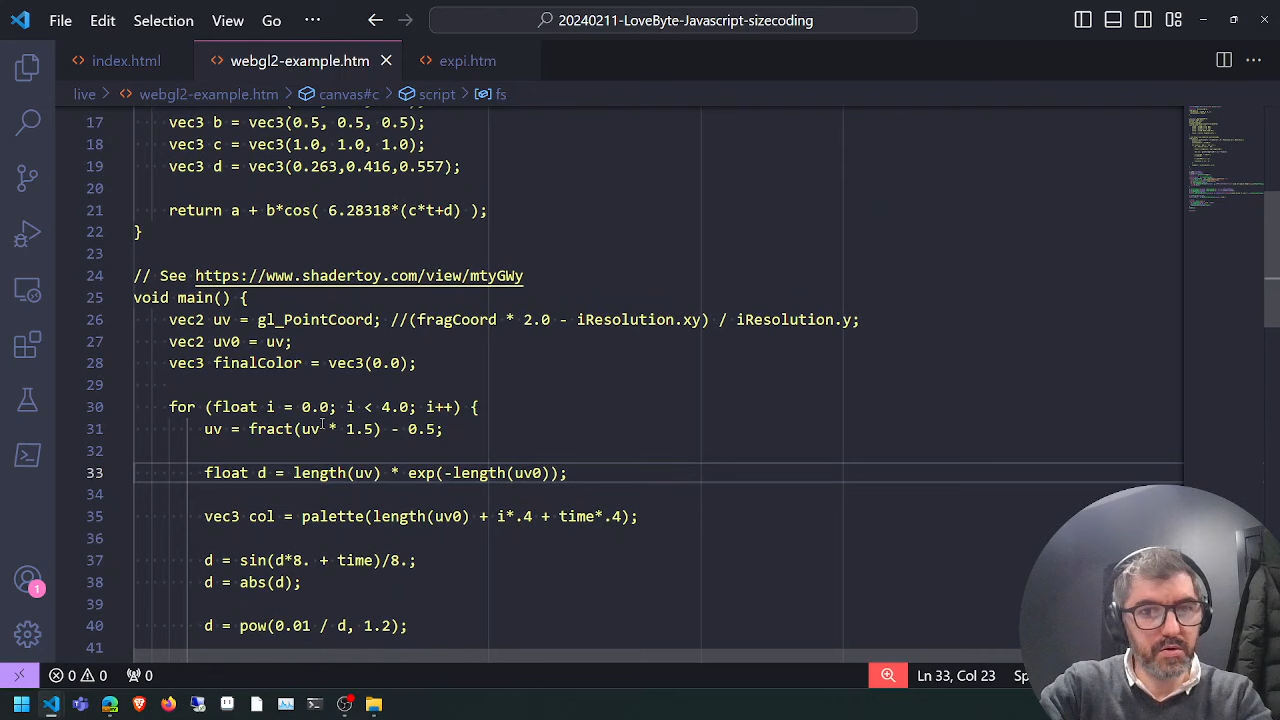 File Edit Selection View Go ··· 20240211-LoveByte-Javascript-sizecoding
index.html webgl2-example.htm expi.htm
live > webgl2-example.htm > canvas#c > script > fs
17 vec3 b = vec3(0.5, 0.5, 0.5);
18 vec3 c = vec3(1.0, 1.0, 1.0);
19 vec3 d = vec3(0.263,0.416,0.557);
20
21 return a + b*cos( 6.28318*(c*t+d) );
22 }
23
24 // See https://www.shadertoy.com/view/mtyGWy
25 void main() {
26 vec2 uv = gl_PointCoord; //(fragCoord * 2.0 - iResolution.xy) / iResolution.y;
27 vec2 uv0 = uv;
28 vec3 finalColor = vec3(0.0);
29
30 for (float i = 0.0; i < 4.0; i++) {
31 uv = fract(uv * 1.5) - 0.5;
32
33 float d = length(uv) * exp(-length(uv0));
34
35 vec3 col = palette(length(uv0) + i*.4 + time*.4);
36
37 d = sin(d*8. + time)/8.;
38 d = abs(d);
39
40 d = pow(0.01 / d, 1.2);
41
1
0 0 0 Ln 33, Col 23